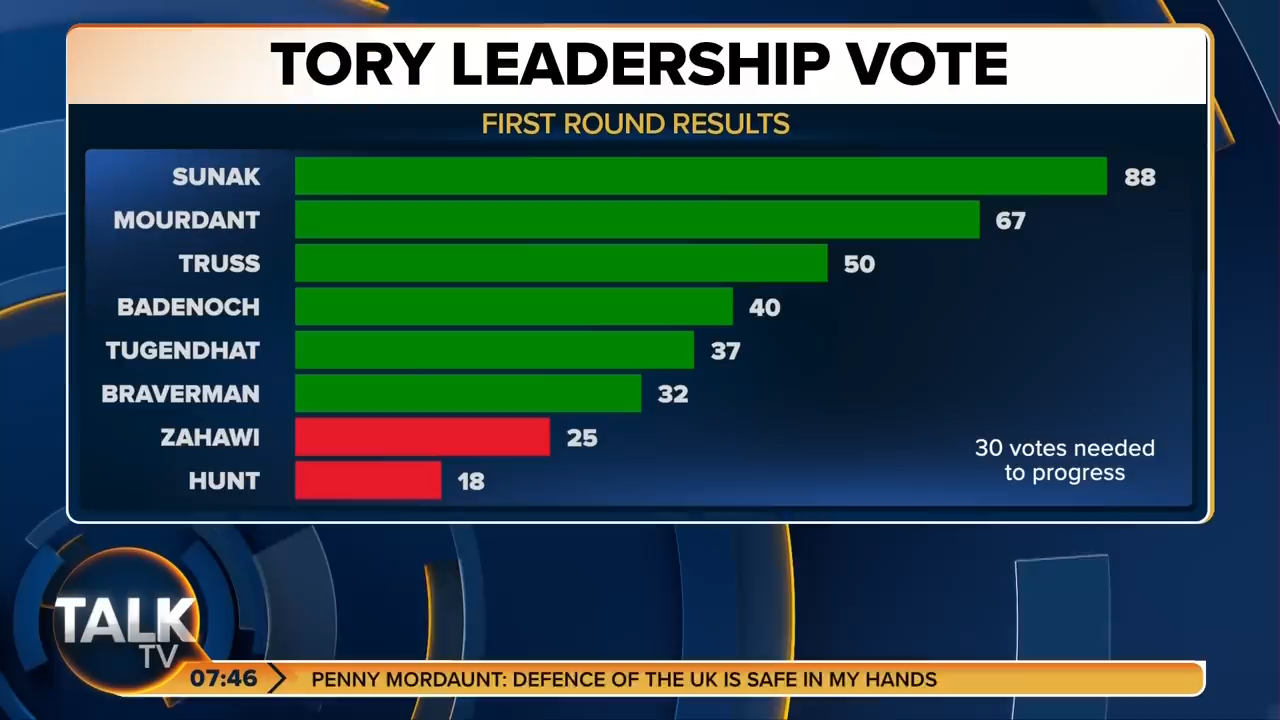 TALK
TORY LEADERSHIP VOTE
FIRST ROUND RESULTS
SUNAK 88
MOURDANT 67
TRUSS 50
BADENOCH 40
TUGENDHAT 37
BRAVERMAN 32
ZAHAWI 25
HUNT 18
30 votes needed
to progress
TALK
TV
07:46 PENNY MORDAUNT: DEFENCE OF THE UK IS SAFE IN MY HANDS